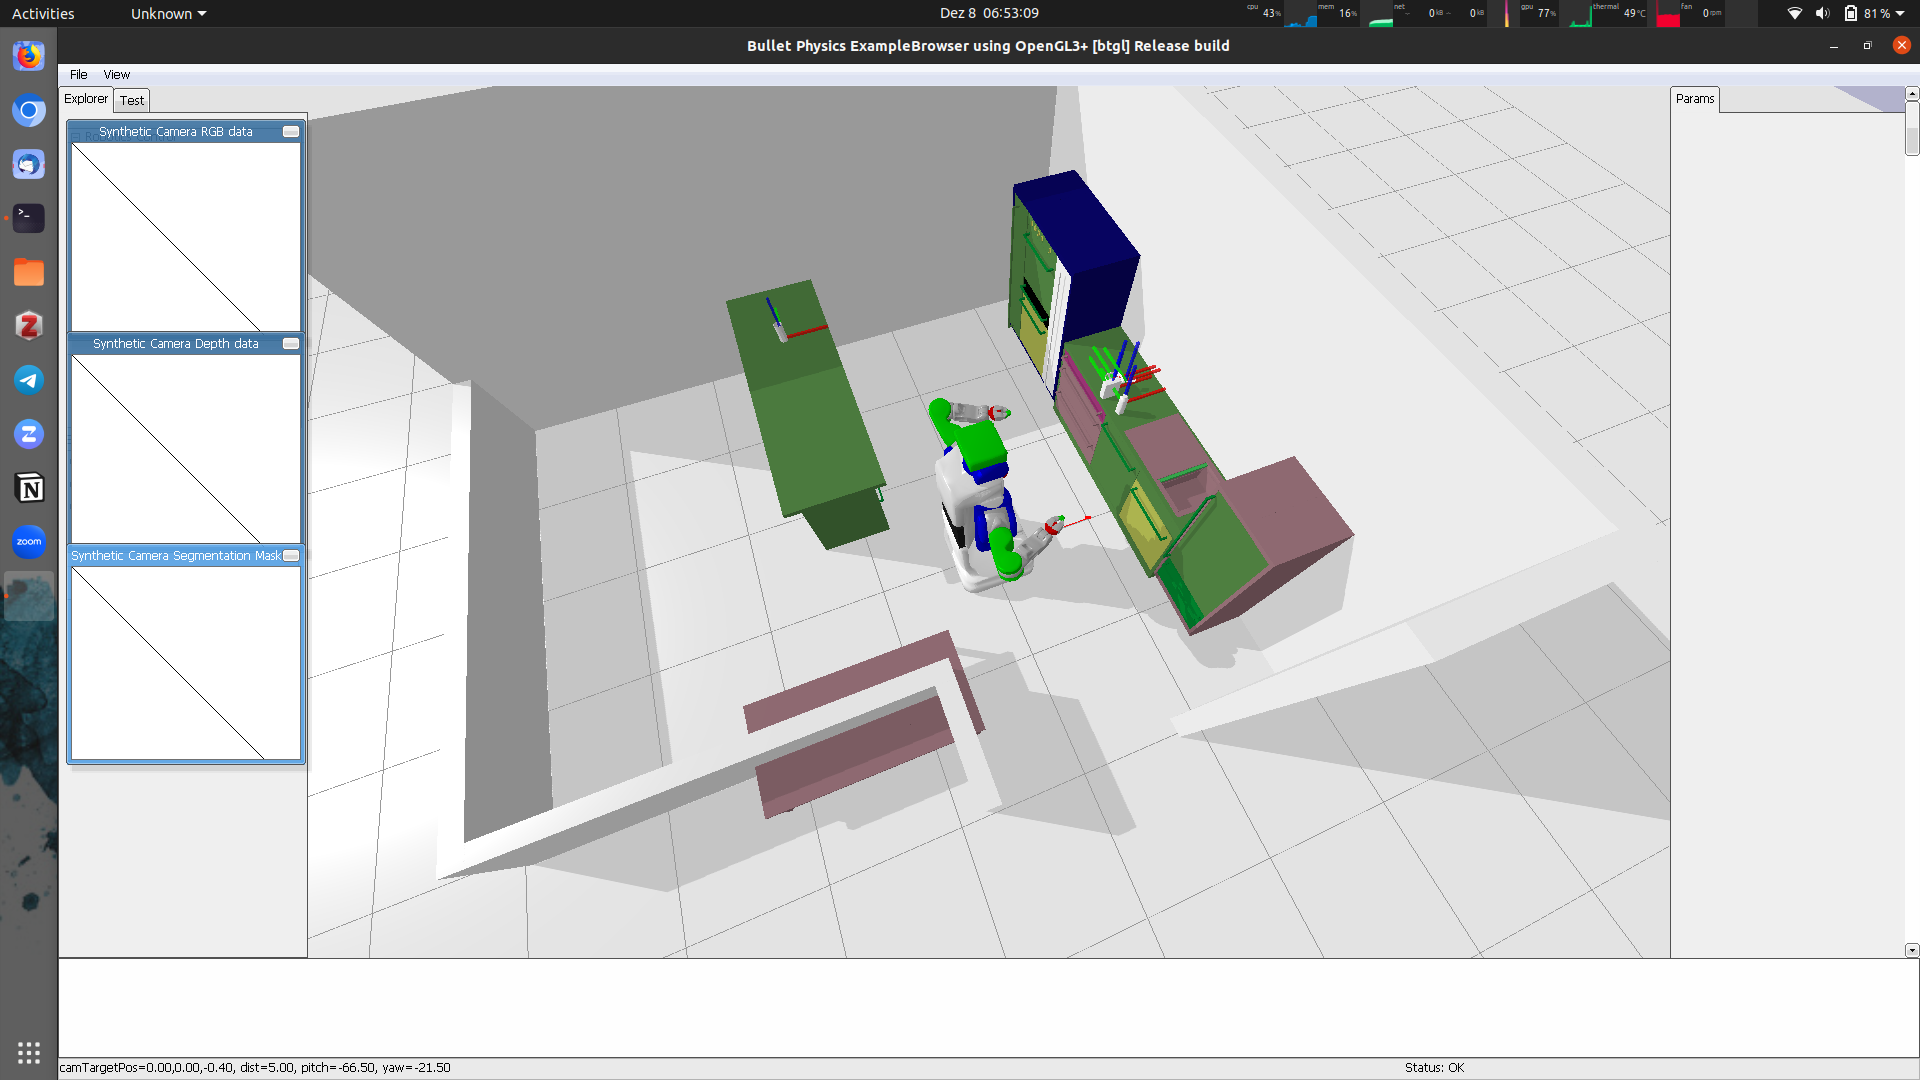 Activities
Unknown
Dez 8 06:53:09
cpu 43%
mem 16%
net 0 kB 0 kB
gpu 77%
thermal 49°C
fan 0 rpm
81 %
Bullet Physics ExampleBrowser using OpenGL3+ [btgl] Release build
File View
Explorer Test
Params
Synthetic Camera RGB data
Synthetic Camera Depth data
Synthetic Camera Segmentation Mask
Z
Z
N
zoom
camTargetPos=0.00,0.00,-0.40, dist=5.00, pitch=-66.50, yaw=-21.50
Status: OK